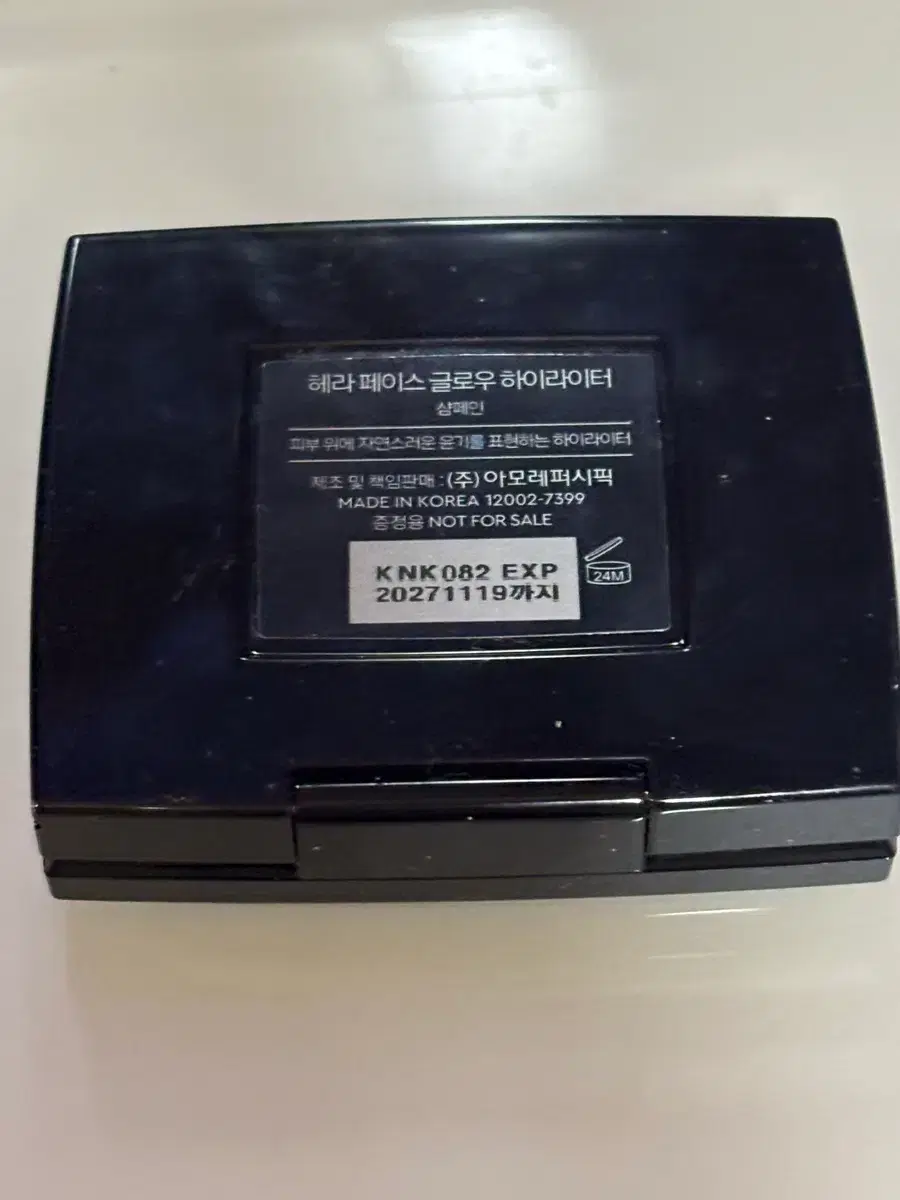 헤라 페이스 글로우 하이라이터
샴페인
피부 위에 자연스러운 윤기를 표현하는 하이라이터
제조 및 책임판매 : (주) 아모레퍼시픽
MADE IN KOREA 12002-7399
증정용 NOT FOR SALE
KNK082 EXP
20271119까지
24M